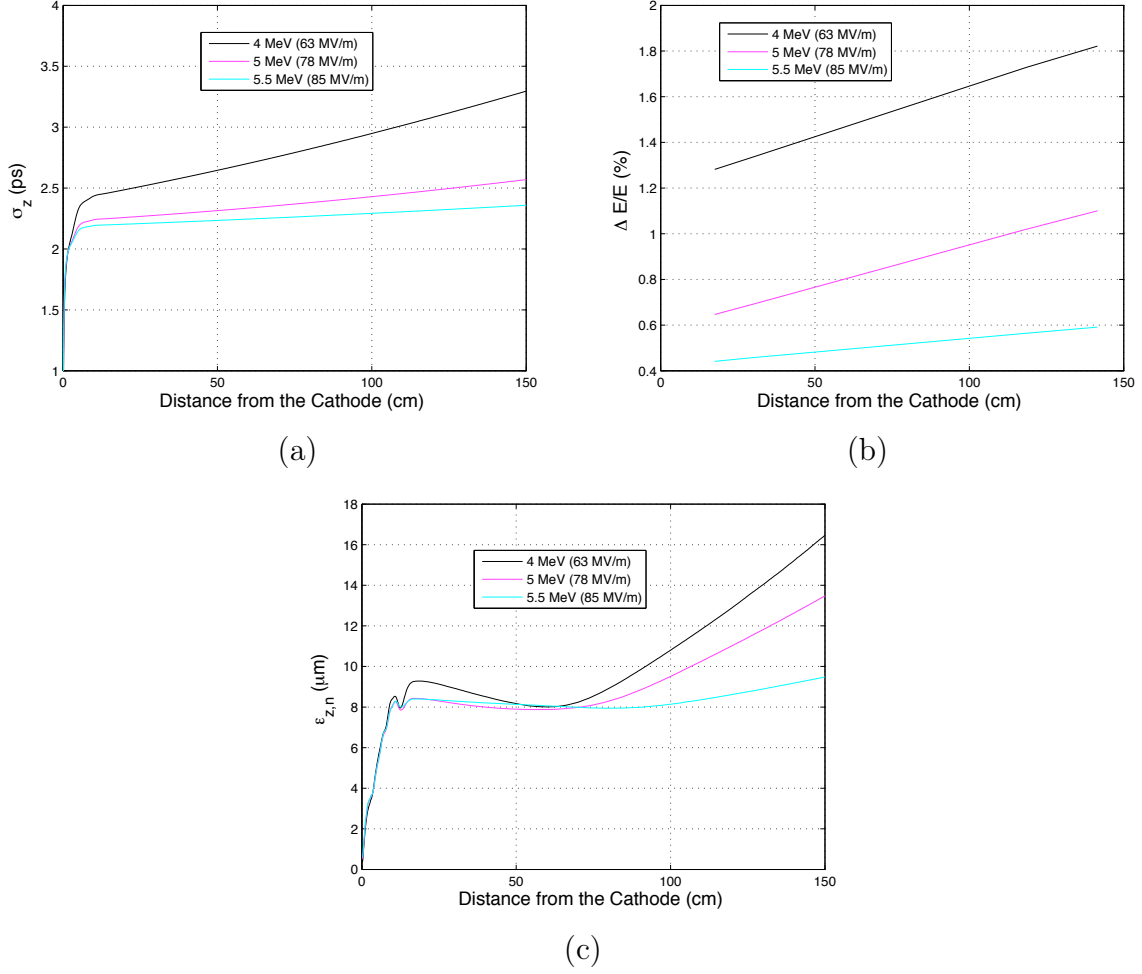 4
3.5
3
2.5
2
1.5
1
σ_z (ps)
4 MeV (63 MV/m)
5 MeV (78 MV/m)
5.5 MeV (85 MV/m)
0 50 100 150
Distance from the Cathode (cm)
(a)
2
1.8
1.6
1.4
1.2
1
0.8
0.6
0.4
Δ E/E (%)
4 MeV (63 MV/m)
5 MeV (78 MV/m)
5.5 MeV (85 MV/m)
0 50 100 150
Distance from the Cathode (cm)
(b)
18
16
14
12
10
8
6
4
2
0
ε_z,n (μm)
4 MeV (63 MV/m)
5 MeV (78 MV/m)
5.5 MeV (85 MV/m)
0 50 100 150
Distance from the Cathode (cm)
(c)